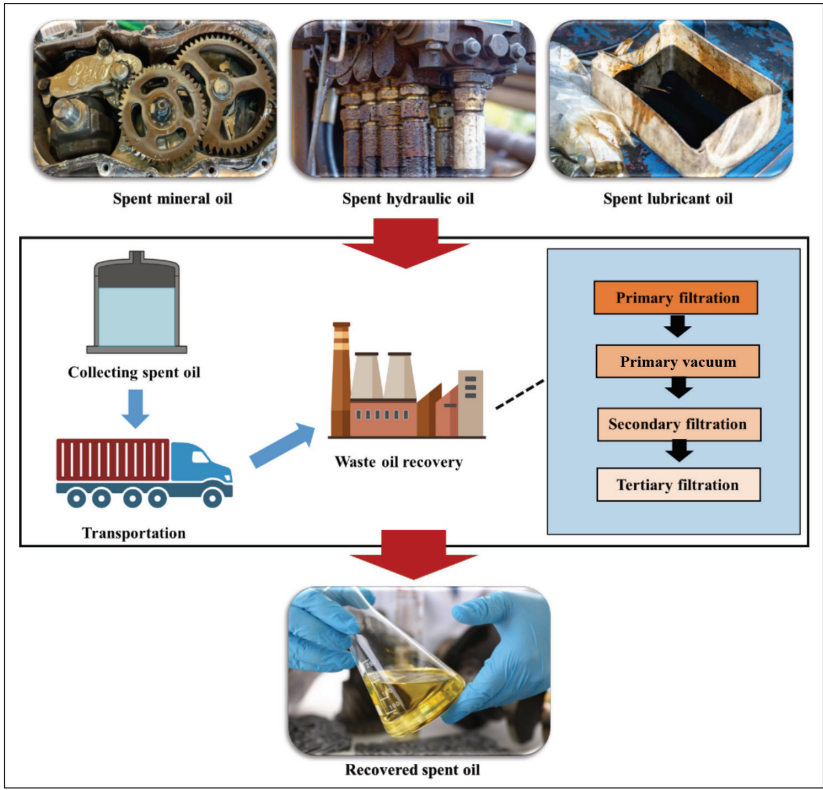 Spent mineral oil
Spent hydraulic oil
Spent lubricant oil
Collecting spent oil
Transportation
Waste oil recovery
Primary filtration
Primary vacuum
Secondary filtration
Tertiary filtration
Recovered spent oil